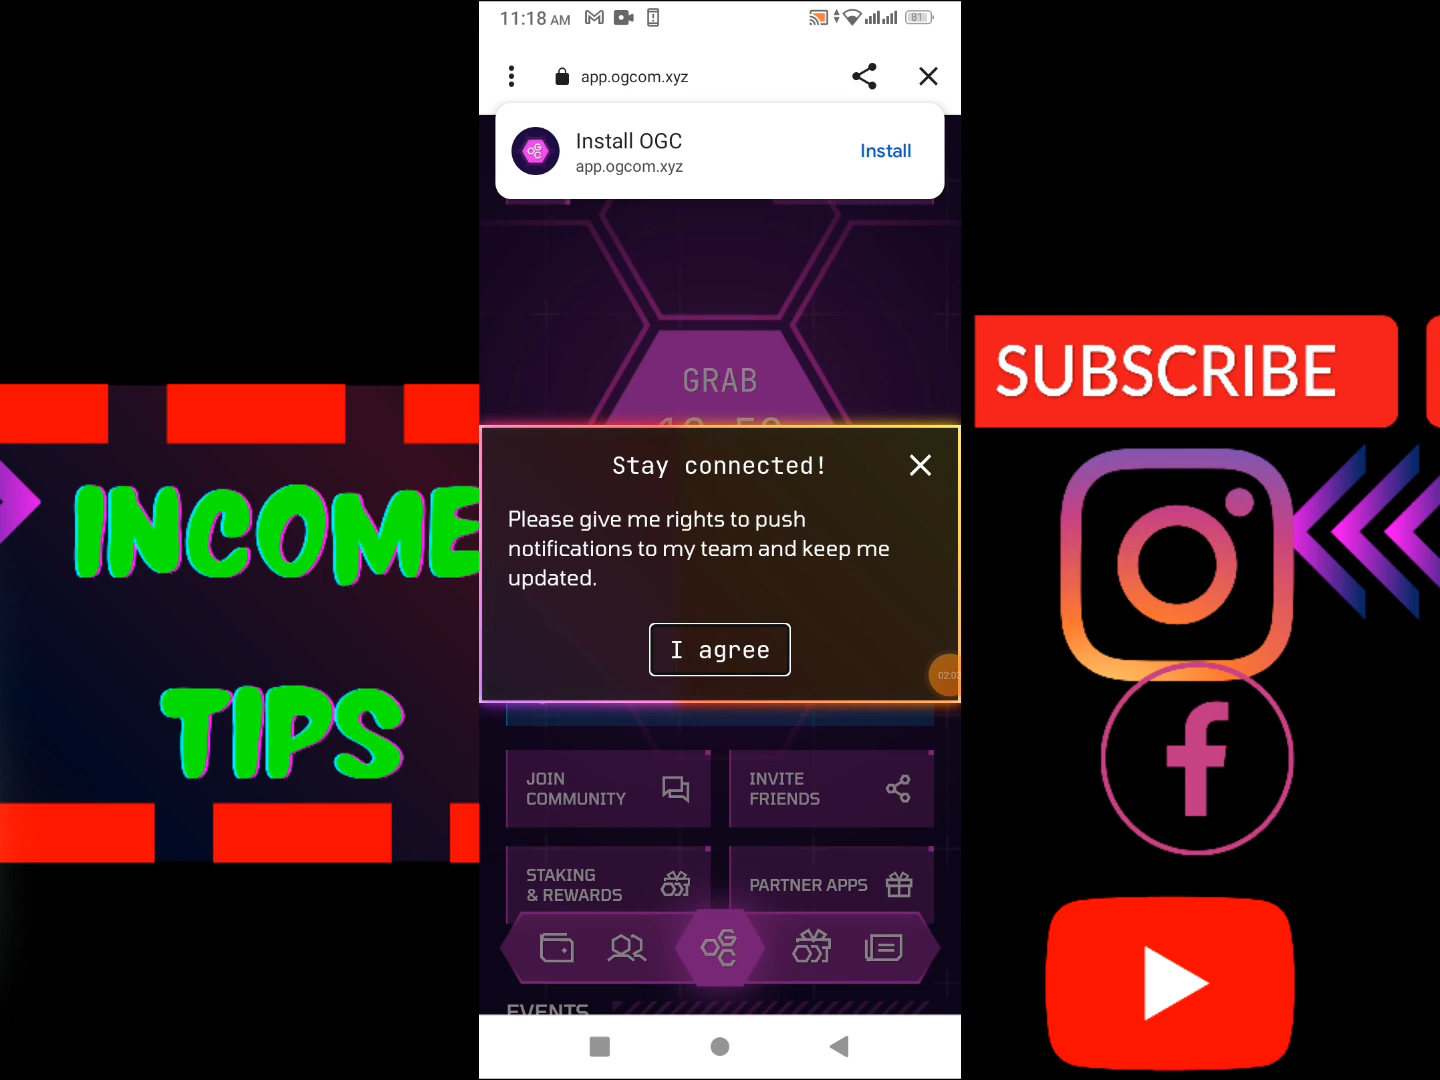 11:18 AM
81
app.ogcom.xyz
Install OGC
Install
app.ogcom.xyz
GRAB
Stay connected!
Please give me rights to push
notifications to my team and keep me
updated.
I agree
JOIN
COMMUNITY
INVITE
FRIENDS
STAKING
& REWARDS
PARTNER APPS
EVENTS
INCOME
TIPS
SUBSCRIBE